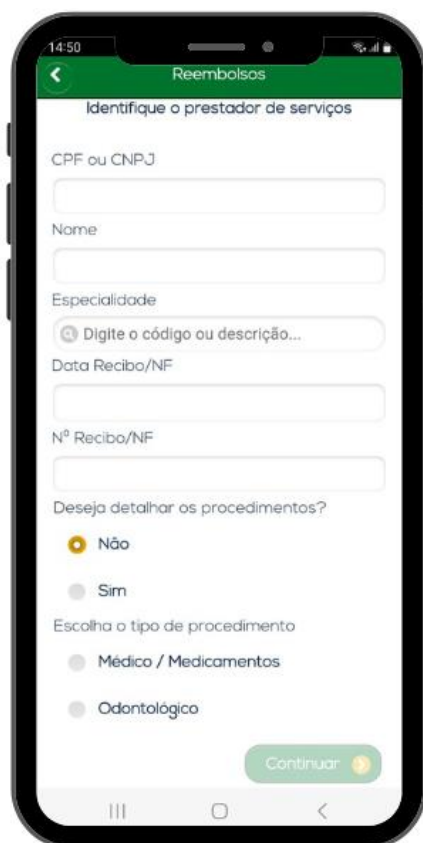 14:50
Reembolsos
Identifique o prestador de serviços
CPF ou CNPJ
Nome
Especialidade
Digite o código ou descrição...
Data Recibo/NF
Nº Recibo/NF
Deseja detalhar os procedimentos?
Não
Sim
Escolha o tipo de procedimento
Médico / Medicamentos
Odontológico
Continuar